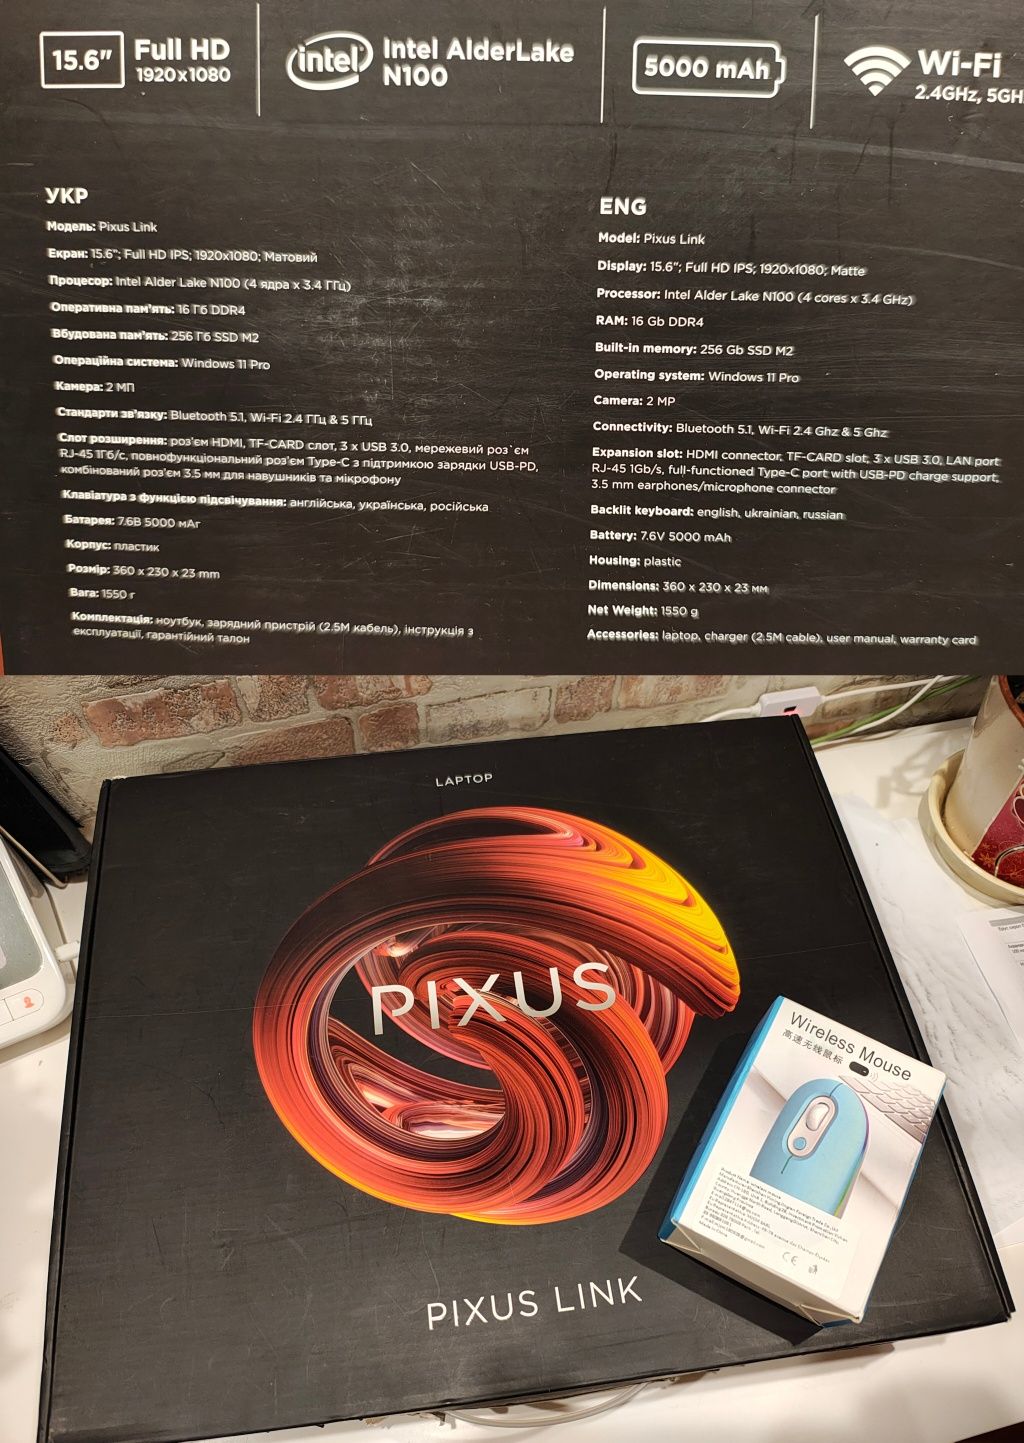 15.6" Full HD
1920x1080
intel Intel AlderLake
N100
5000 mAh
Wi-Fi
2.4GHz, 5GH
УКР
Модель: Pixus Link
Екран: 15.6"; Full HD IPS; 1920x1080; Матовий
Процесор: Intel Alder Lake N100 (4 ядра x 3.4 ГГц)
Оперативна пам'ять: 16 Гб DDR4
Вбудована пам'ять: 256 Гб SSD M2
Операційна система: Windows 11 Pro
Камера: 2 МП
Стандарти зв'язку: Bluetooth 5.1, Wi-Fi 2.4 ГГц & 5 ГГц
Слот розширення: роз'єм HDMI, TF-CARD слот, 3 x USB 3.0, мережевий роз`єм
RJ-45 1Гб/с, повнофункціональний роз'єм Type-C з підтримкою зарядки USB-PD,
комбінований роз'єм 3.5 мм для навушників та мікрофону
Клавіатура з функцією підсвічування: англійська, українська, російська
Батарея: 7.6В 5000 мАг
Корпус: пластик
Розмір: 360 x 230 x 23 mm
Вага: 1550 г
Комплектація: ноутбук, зарядний пристрій (2.5М кабель), інструкція з
експлуатації, гарантійний талон
ENG
Model: Pixus Link
Display: 15.6"; Full HD IPS; 1920x1080; Matte
Processor: Intel Alder Lake N100 (4 cores x 3.4 GHz)
RAM: 16 Gb DDR4
Built-in memory: 256 Gb SSD M2
Operating system: Windows 11 Pro
Camera: 2 MP
Connectivity: Bluetooth 5.1, Wi-Fi 2.4 Ghz & 5 Ghz
Expansion slot: HDMI connector, TF-CARD slot, 3 x USB 3.0, LAN port
RJ-45 1Gb/s, full-functioned Type-C port with USB-PD charge support,
3.5 mm earphones/microphone connector
Backlit keyboard: english, ukrainian, russian
Battery: 7.6V 5000 mAh
Housing: plastic
Dimensions: 360 x 230 x 23 мм
Net Weight: 1550 g
Accessories: laptop, charger (2.5M cable), user manual, warranty card
LAPTOP
PIXUS
PIXUS LINK
Wireless Mouse
高速无线鼠标
Product Name: wireless mouse
Made in China
CE